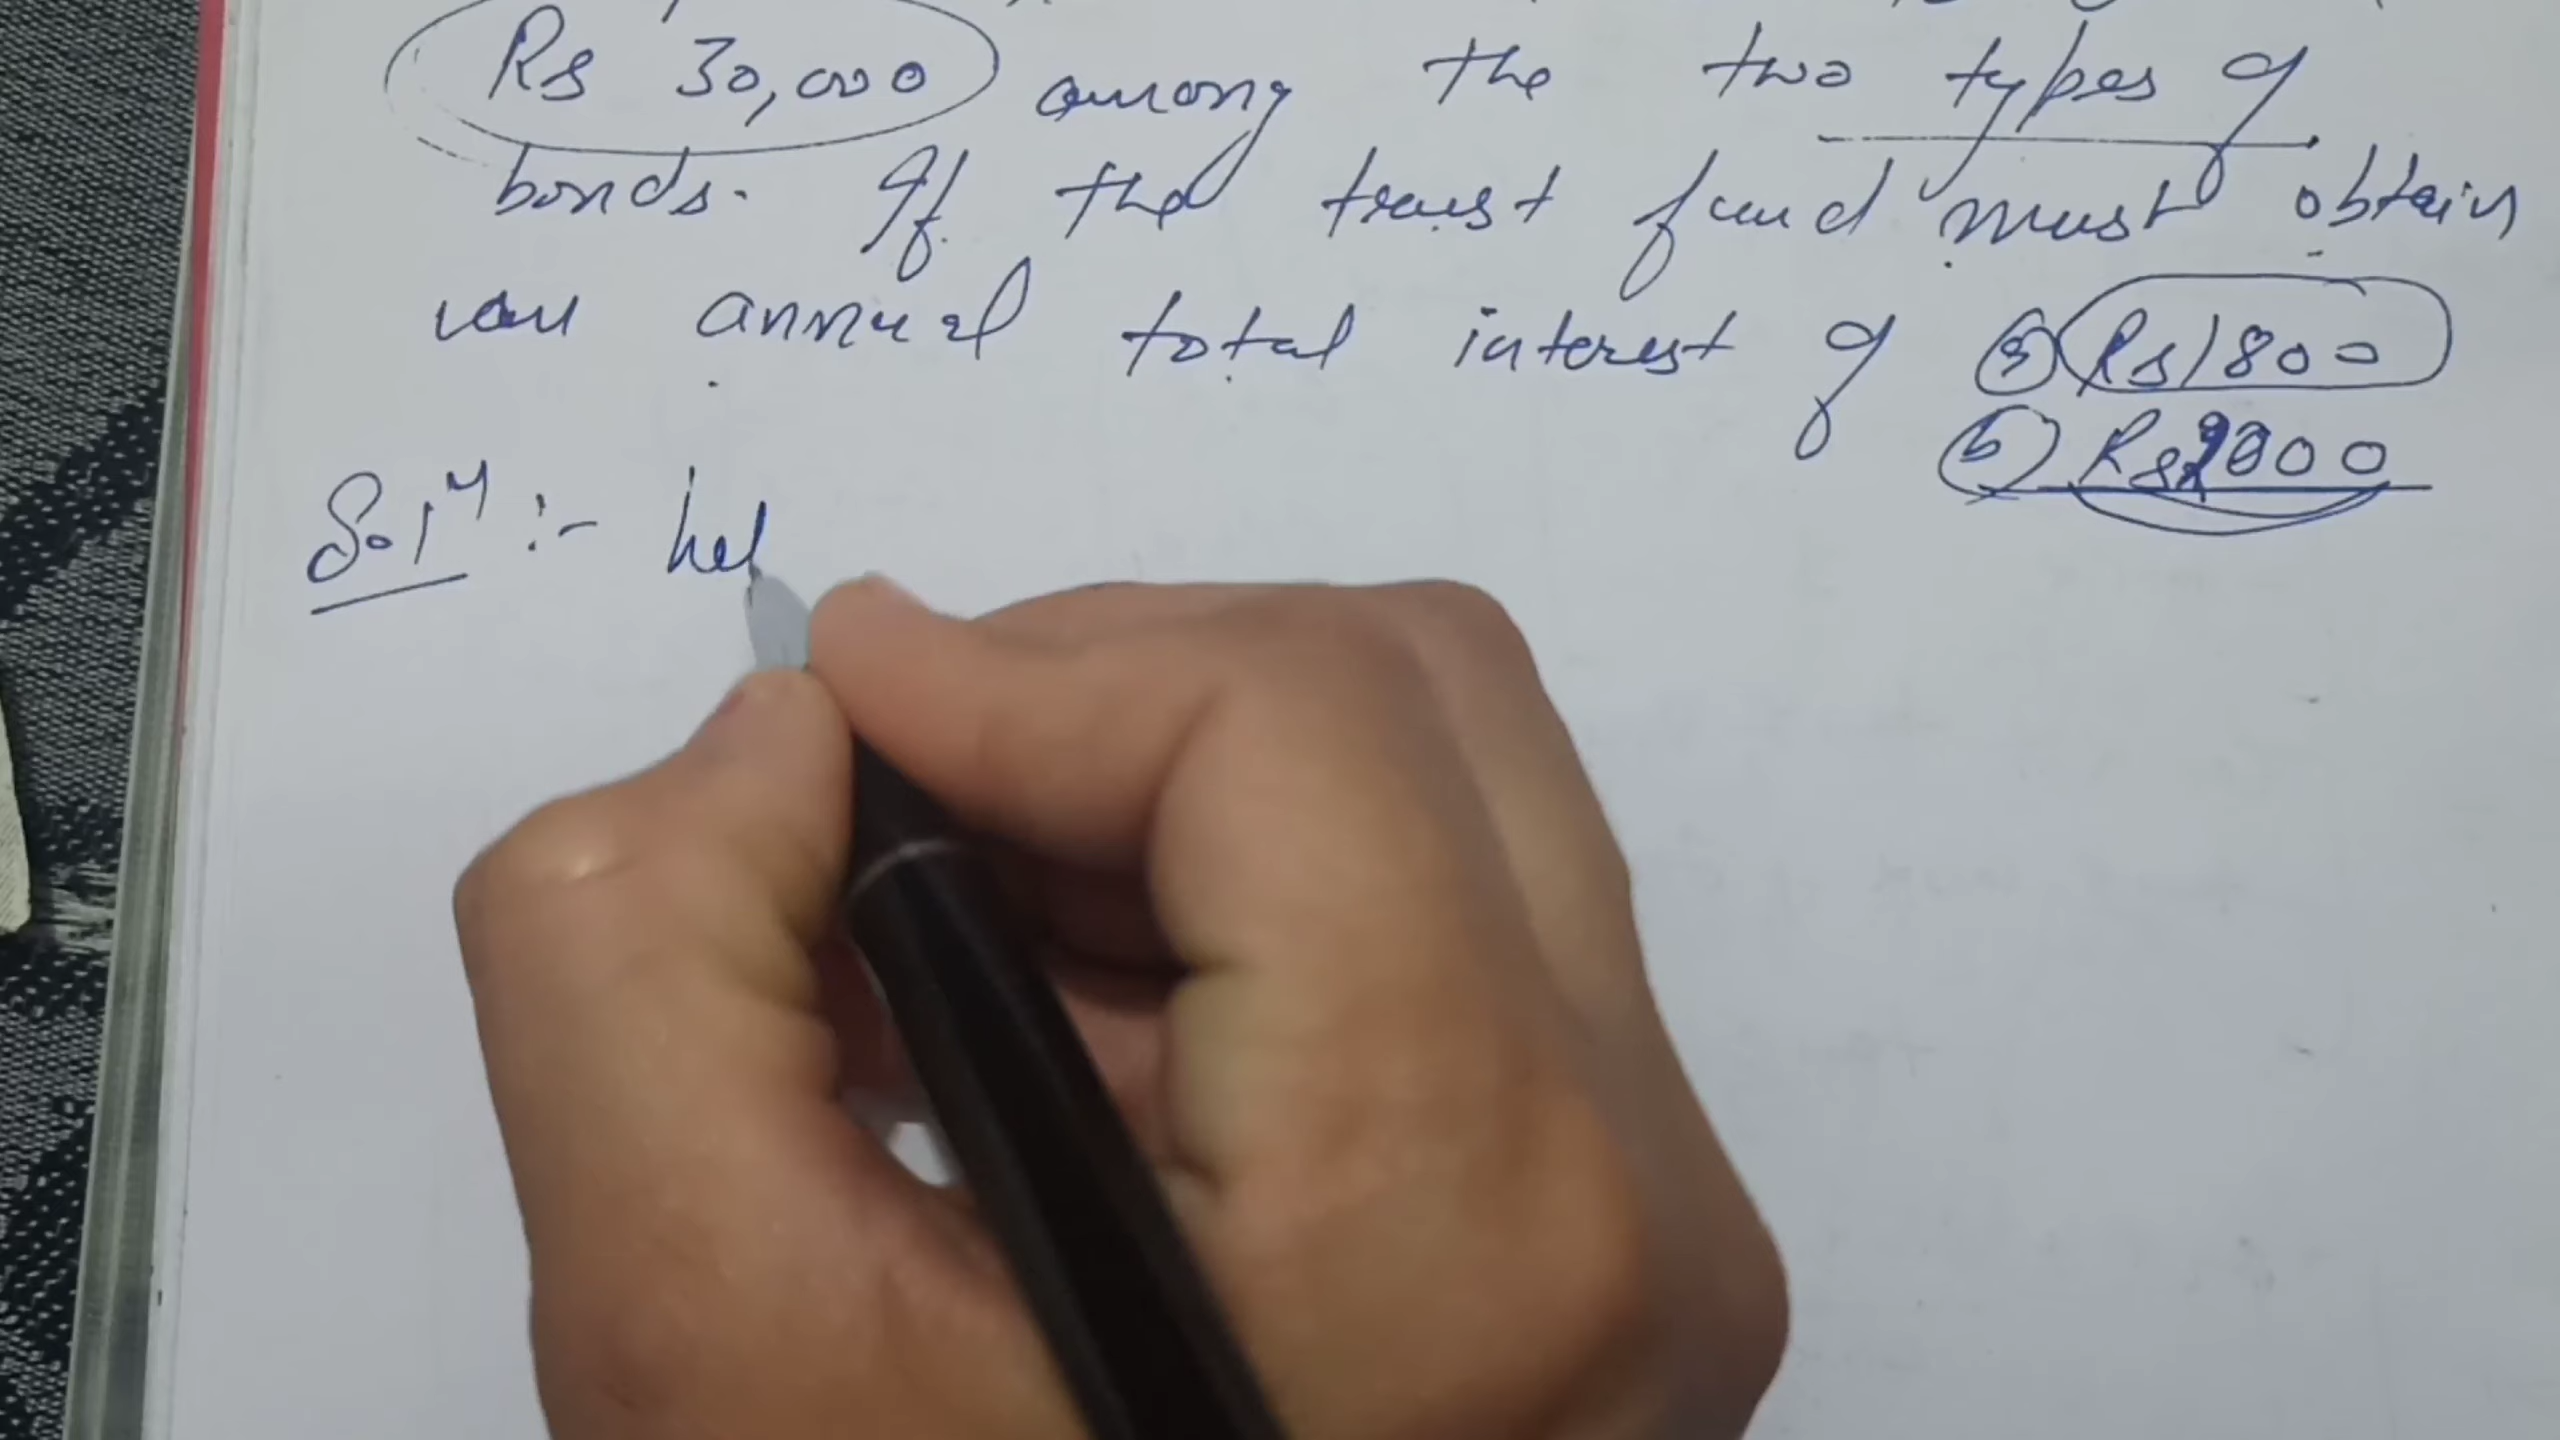 Rs 30,000 among the two types of
bonds. If the trust fund must obtain
an annual total interest of (a) Rs 1800
(b) Rs 2000
Solⁿ :- let